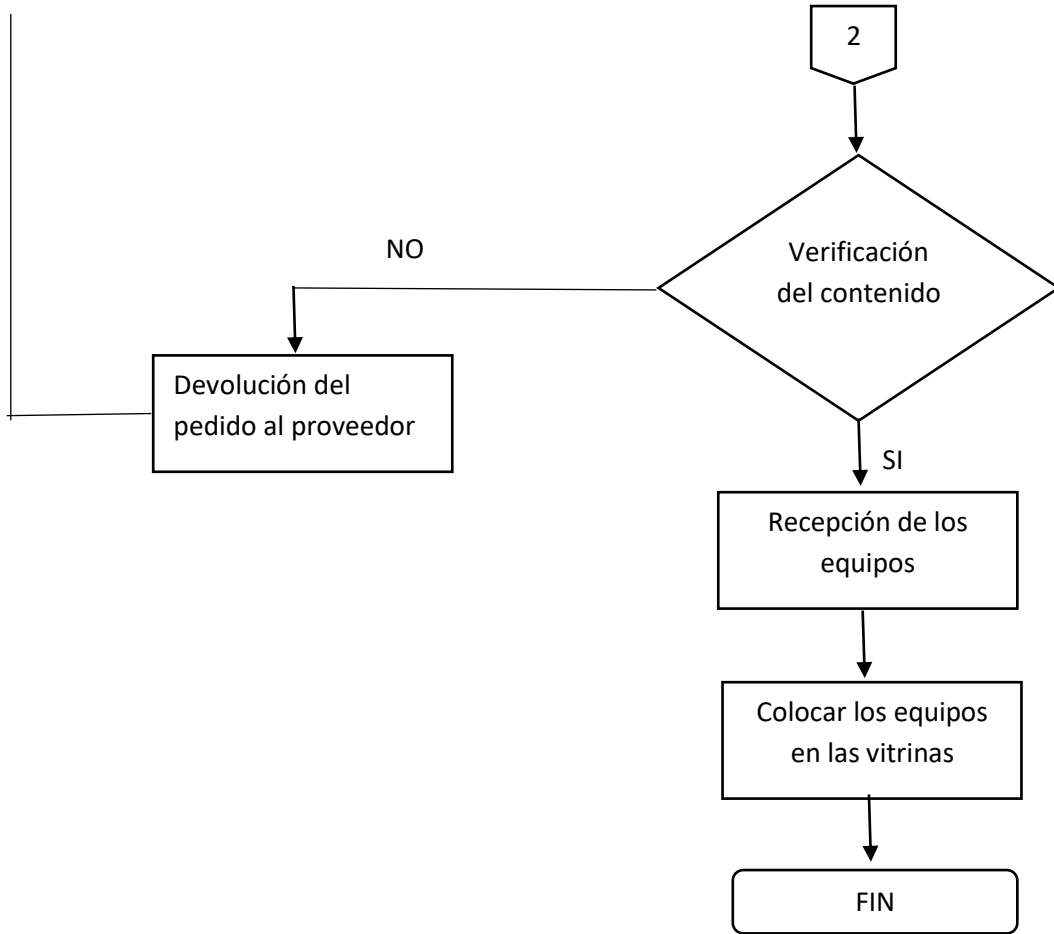 2
Verificación
del contenido
NO
Devolución del
pedido al proveedor
SI
Recepción de los
equipos
Colocar los equipos
en las vitrinas
FIN